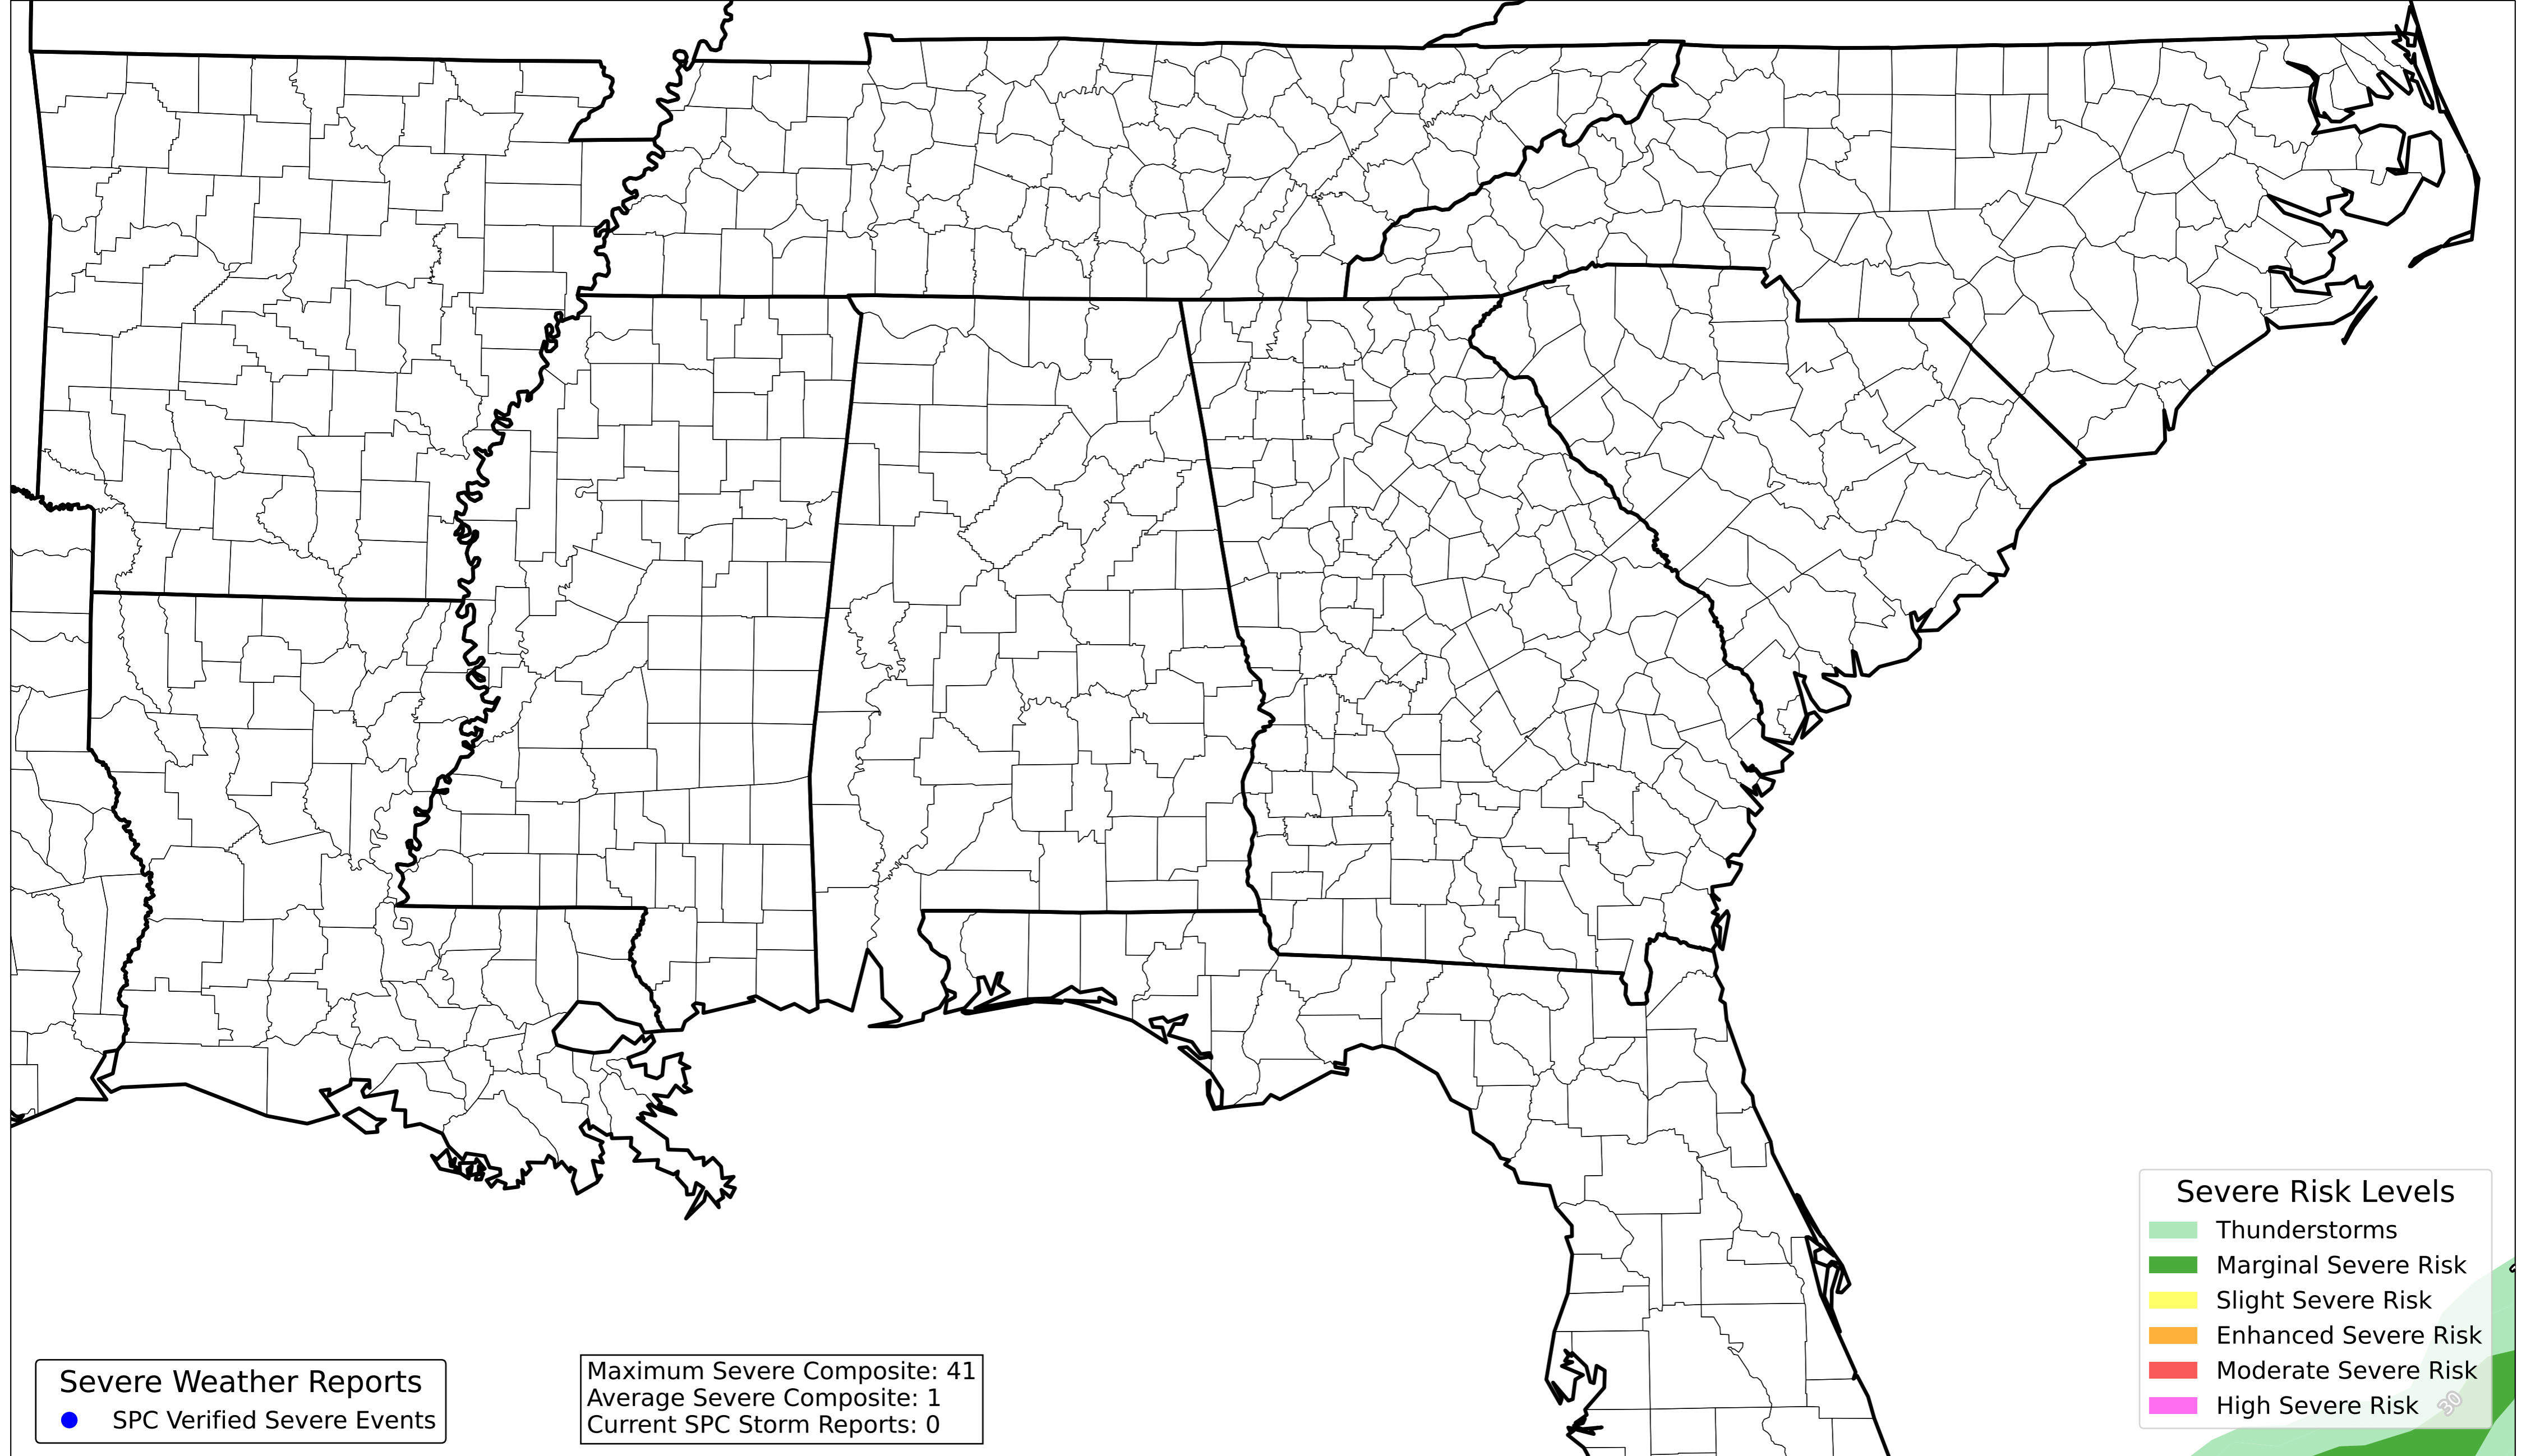 Severe Weather Reports
SPC Verified Severe Events
Maximum Severe Composite: 41
Average Severe Composite: 1
Current SPC Storm Reports: 0
Severe Risk Levels
Thunderstorms
Marginal Severe Risk
Slight Severe Risk
Enhanced Severe Risk
Moderate Severe Risk
High Severe Risk
30